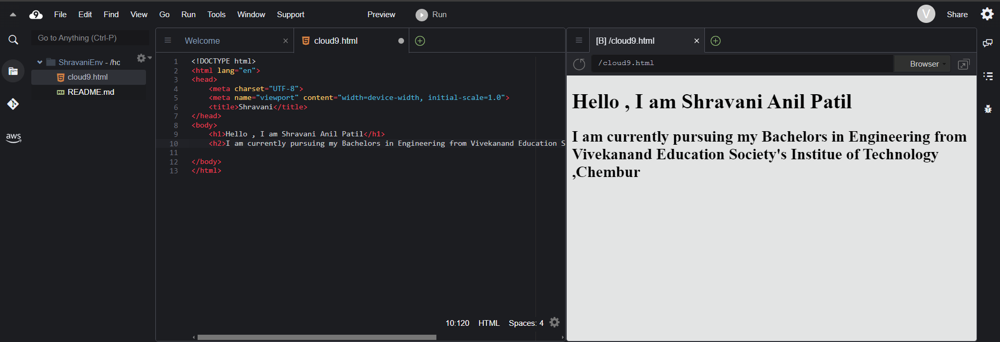 9 File Edit Find View Go Run Tools Window Support Preview Run V Share
Go to Anything (Ctrl-P)
ShravaniEnv - /hc
cloud9.html
README.md
aws
Welcome × cloud9.html
1 <!DOCTYPE html>
2 <html lang="en">
3 <head>
4 <meta charset="UTF-8">
5 <meta name="viewport" content="width=device-width, initial-scale=1.0">
6 <title>Shravani</title>
7 </head>
8 <body>
9 <h1>Hello , I am Shravani Anil Patil</h1>
10 <h2>I am currently pursuing my Bachelors in Engineering from Vivekanand Education S
11
12 </body>
13 </html>
10:120 HTML Spaces: 4
[B] /cloud9.html ×
/cloud9.html Browser
Hello , I am Shravani Anil Patil
I am currently pursuing my Bachelors in Engineering from
Vivekanand Education Society's Institue of Technology
,Chembur